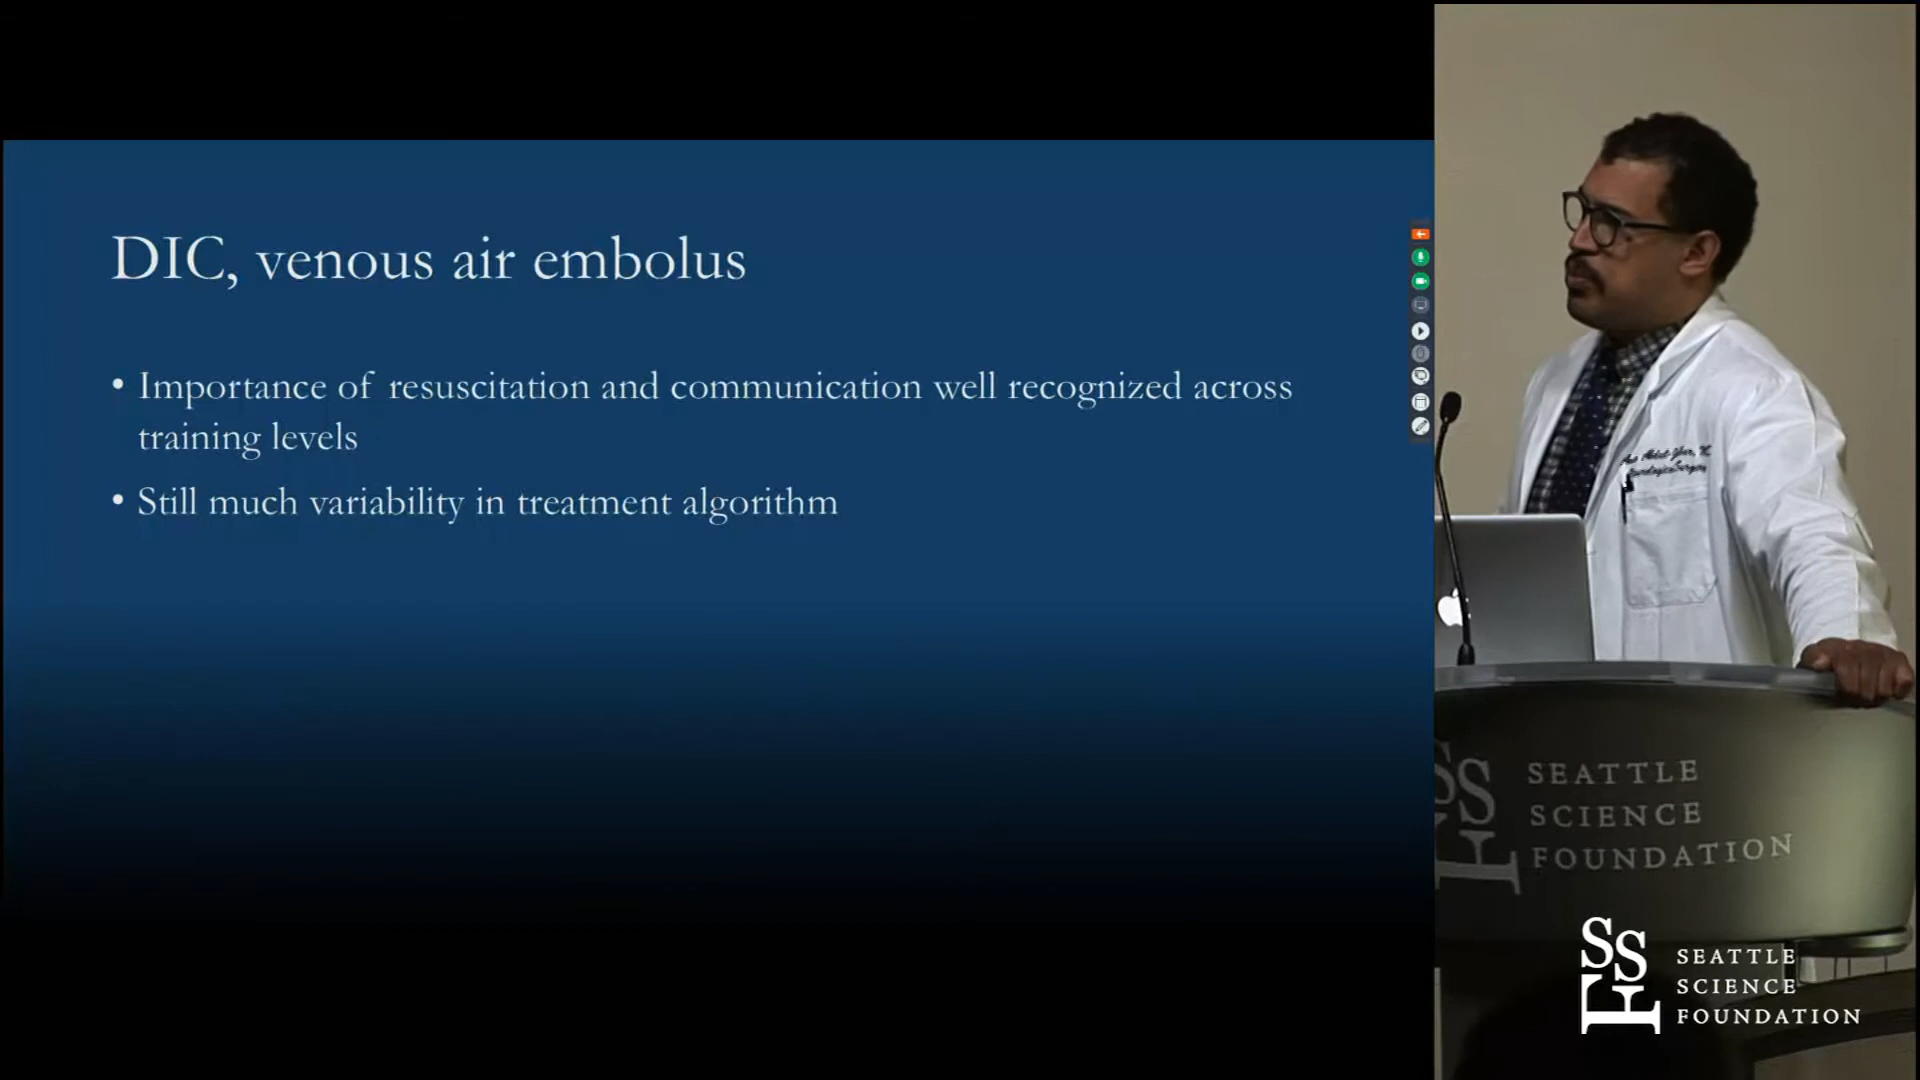 DIC, venous air embolus
• Importance of resuscitation and communication well recognized across
training levels
• Still much variability in treatment algorithm
SEATTLE
SCIENCE
FOUNDATION
SEATTLE
SCIENCE
FOUNDATION